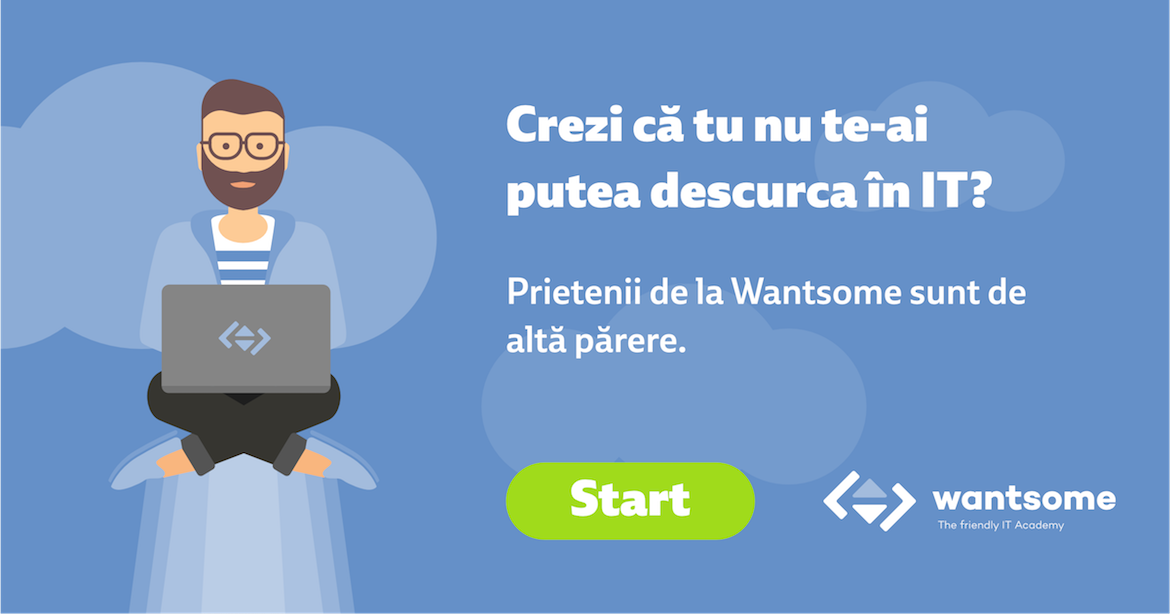 Crezi că tu nu te-ai
putea descurca în IT?
Prietenii de la Wantsome sunt de
altă părere.
Start
wantsome
The friendly IT Academy